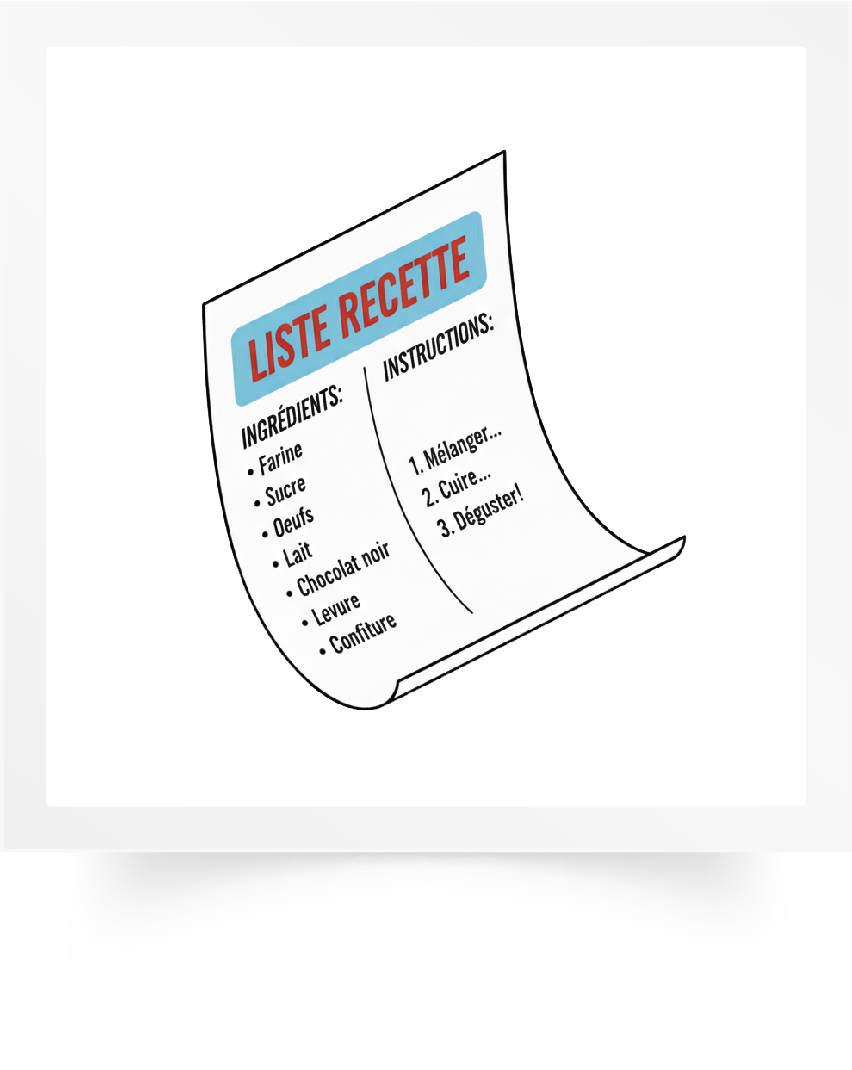 LISTE RECETTE
INGRÉDIENTS:
• Farine
• Sucre
• Oeufs
• Lait
• Chocolat noir
• Levure
• Confiture
INSTRUCTIONS:
1. Mélanger...
2. Cuire...
3. Déguster!